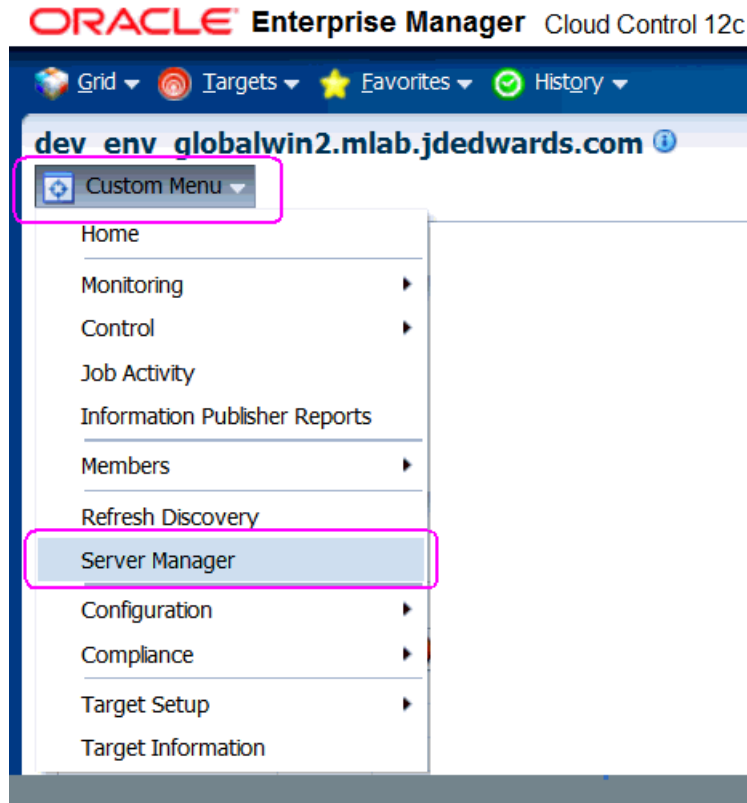 ORACLE Enterprise Manager Cloud Control 12c
Grid Targets Favorites History
dev_env_globalwin2.mlab.jdedwards.com
Custom Menu
Home
Monitoring
Control
Job Activity
Information Publisher Reports
Members
Refresh Discovery
Server Manager
Configuration
Compliance
Target Setup
Target Information